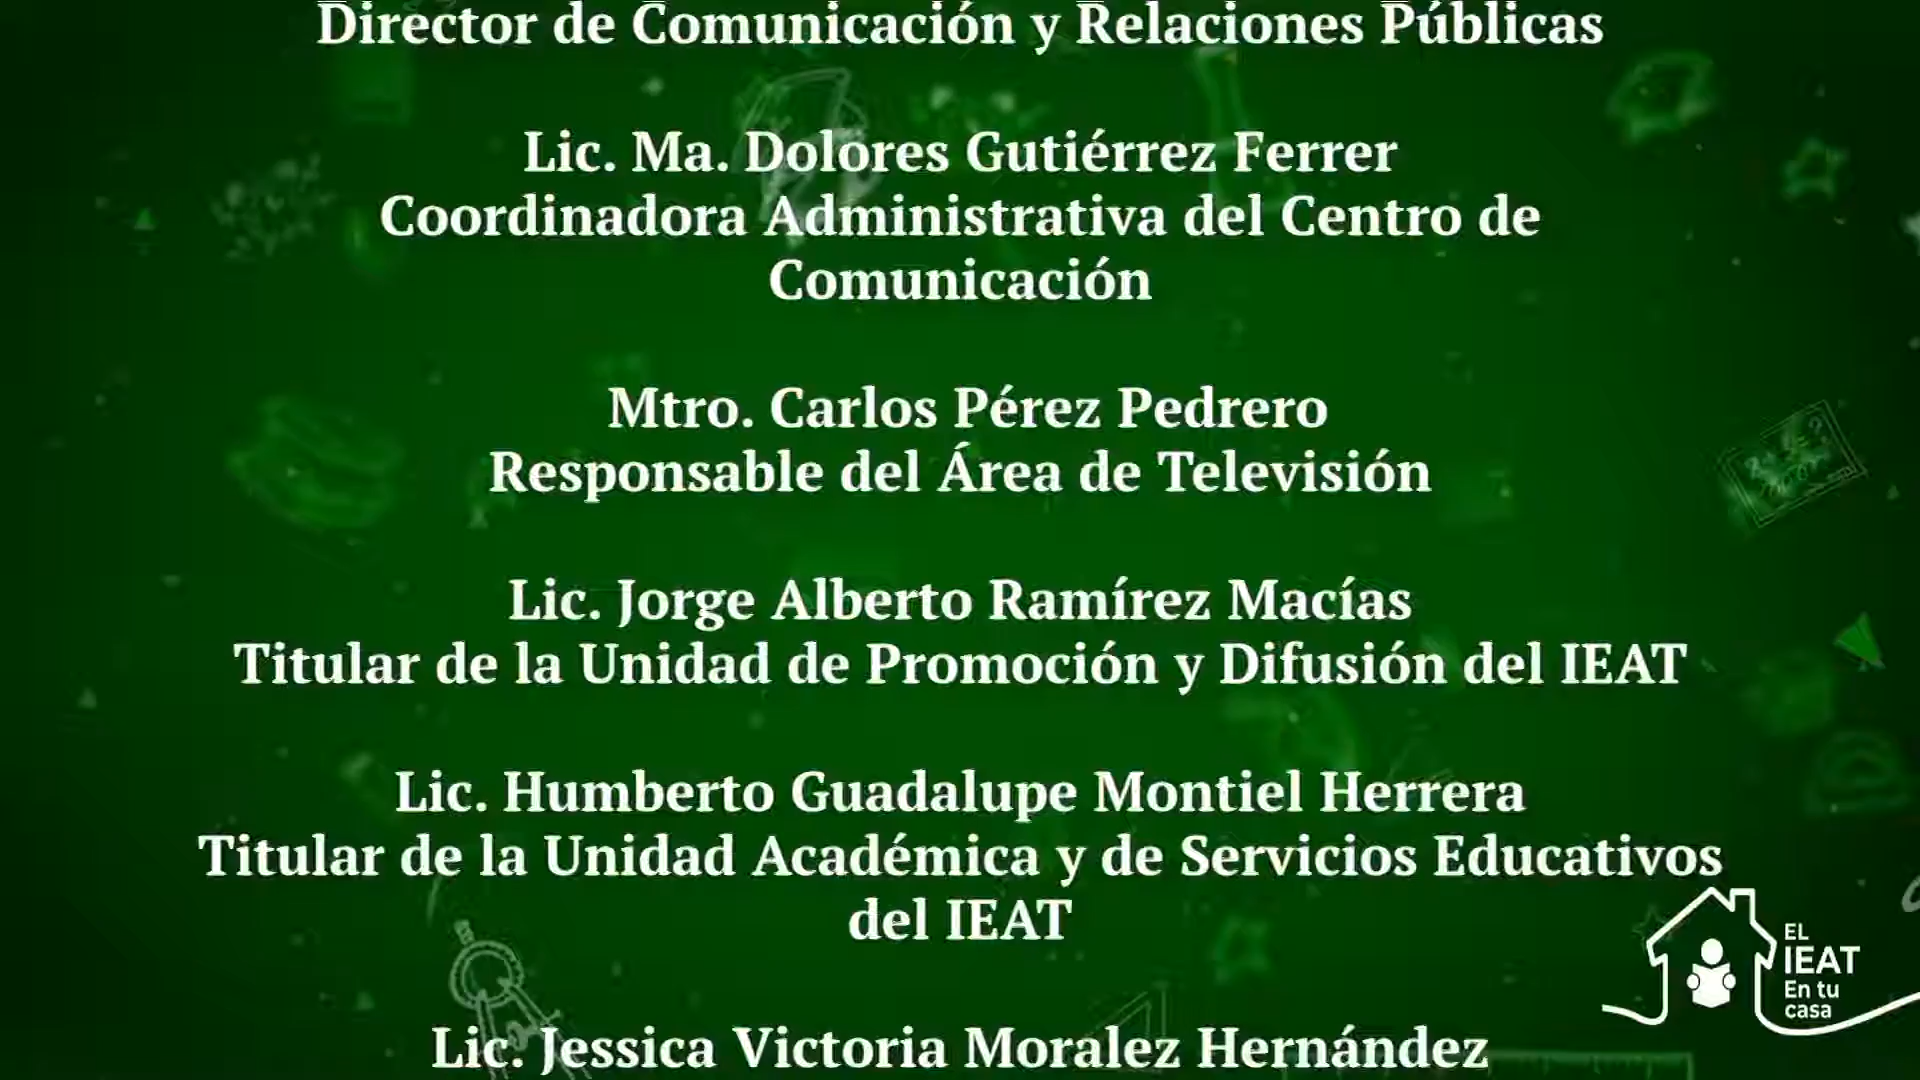 Director de Comunicación y Relaciones Públicas
Lic. Ma. Dolores Gutiérrez Ferrer
Coordinadora Administrativa del Centro de
Comunicación
Mtro. Carlos Pérez Pedrero
Responsable del Área de Televisión
Lic. Jorge Alberto Ramírez Macías
Titular de la Unidad de Promoción y Difusión del IEAT
Lic. Humberto Guadalupe Montiel Herrera
Titular de la Unidad Académica y de Servicios Educativos
del IEAT
Lic. Jessica Victoria Moralez Hernández
EL
IEAT
En tu
casa